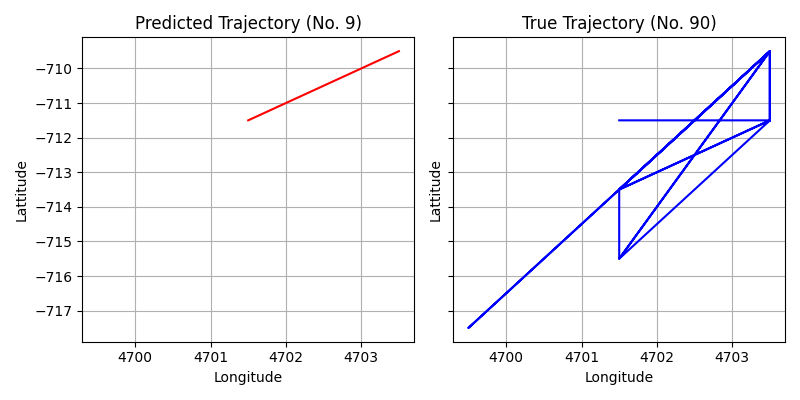 Predicted Trajectory (No. 9)
True Trajectory (No. 90)
Lattitude
−710
−711
−712
−713
−714
−715
−716
−717
4700
4701
4702
4703
Longitude
Lattitude
4700
4701
4702
4703
Longitude